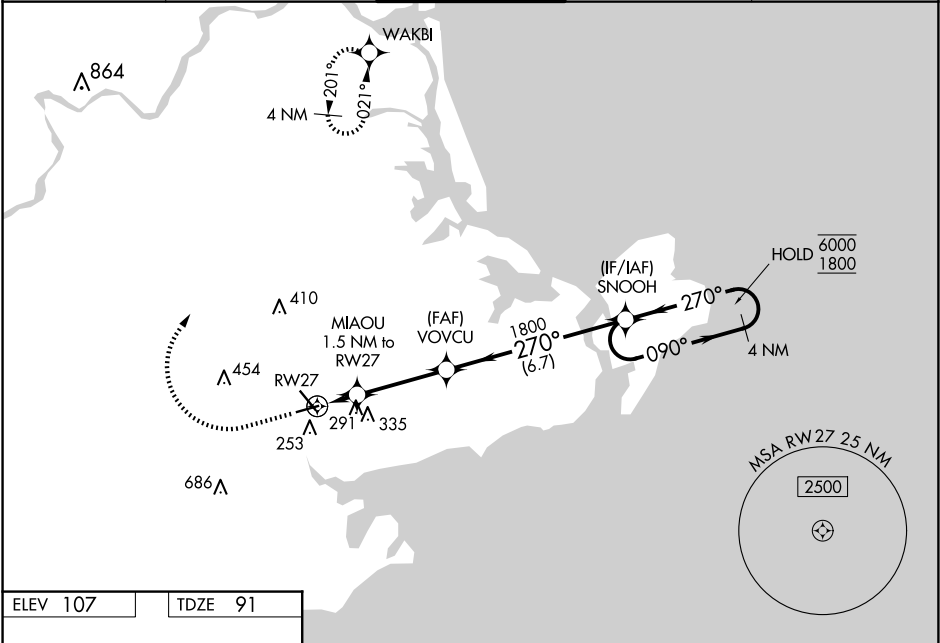 WAKBI
864
201°
021°
4 NM
HOLD 6000
1800
(IF/IAF)
SNOOH
270°
090°
4 NM
410
MIAOU
1.5 NM to
RW27
(FAF)
VOVCU
1800
270°
(6.7)
454
RW27
291
335
253
686
MSA RW27 25 NM
2500
ELEV 107
TDZE 91